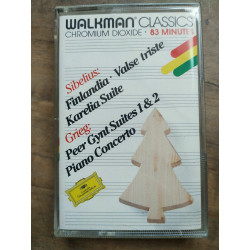 WALKMAN CLASSICS
CHROMIUM DIOXIDE · 83 MINUTES
Sibelius:
Finlandia · Valse triste
Karelia Suite
Grieg:
Peer Gynt Suites 1 & 2
Piano Concerto